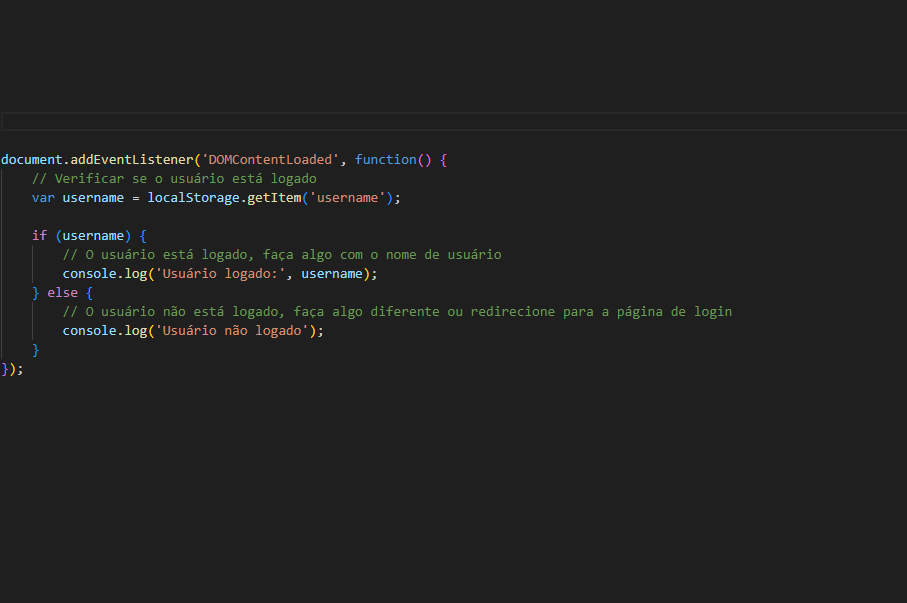 document.addEventListener('DOMContentLoaded', function() {
    // Verificar se o usuário está logado
    var username = localStorage.getItem('username');
    if (username) {
        // O usuário está logado, faça algo com o nome de usuário
        console.log('Usuário logado:', username);
    } else {
        // O usuário não está logado, faça algo diferente ou redirecione para a página de login
        console.log('Usuário não logado');
    }
});